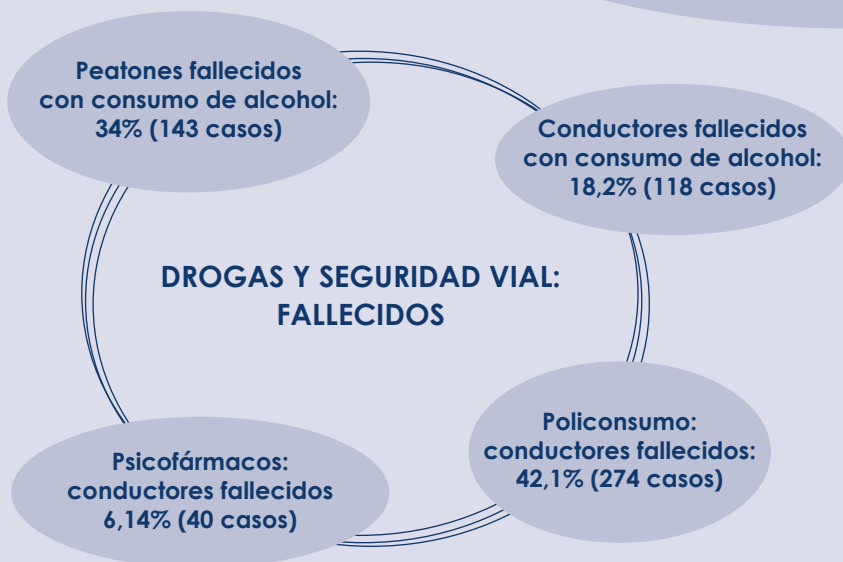 Peatones fallecidos
con consumo de alcohol:
34% (143 casos)
Conductores fallecidos
con consumo de alcohol:
18,2% (118 casos)
DROGAS Y SEGURIDAD VIAL:
FALLECIDOS
Policonsumo:
conductores fallecidos:
42,1% (274 casos)
Psicofármacos:
conductores fallecidos
6,14% (40 casos)